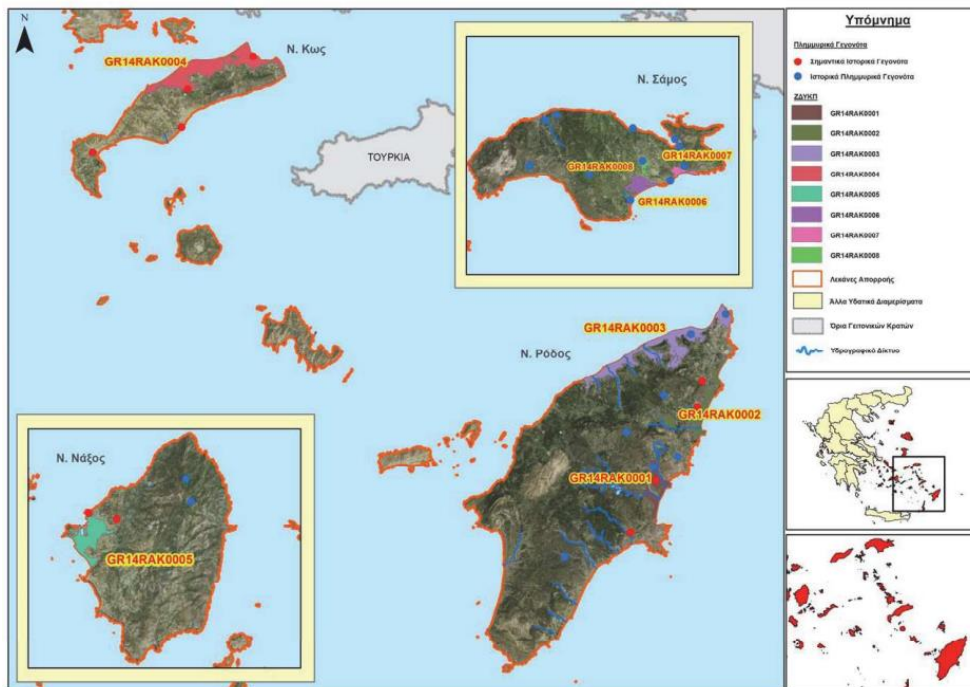 N
Ν. Κως
GR14RAK0004
ΤΟΥΡΚΙΑ
Ν. Σάμος
GR14RAK0008
GR14RAK0007
GR14RAK0006
GR14RAK0003
Ν. Ρόδος
GR14RAK0002
GR14RAK0001
Ν. Νάξος
GR14RAK0005
Υπόμνημα
Πλημμυρικά Γεγονότα
Σημαντικά Ιστορικά Γεγονότα
Ιστορικά Πλημμυρικά Γεγονότα
ΖΔΥΚΠ
GR14RAK0001
GR14RAK0002
GR14RAK0003
GR14RAK0004
GR14RAK0005
GR14RAK0006
GR14RAK0007
GR14RAK0008
Λεκάνες Απορροής
Άλλα Υδατικά Διαμερίσματα
Όρια Γειτονικών Κρατών
Υδρογραφικό Δίκτυο